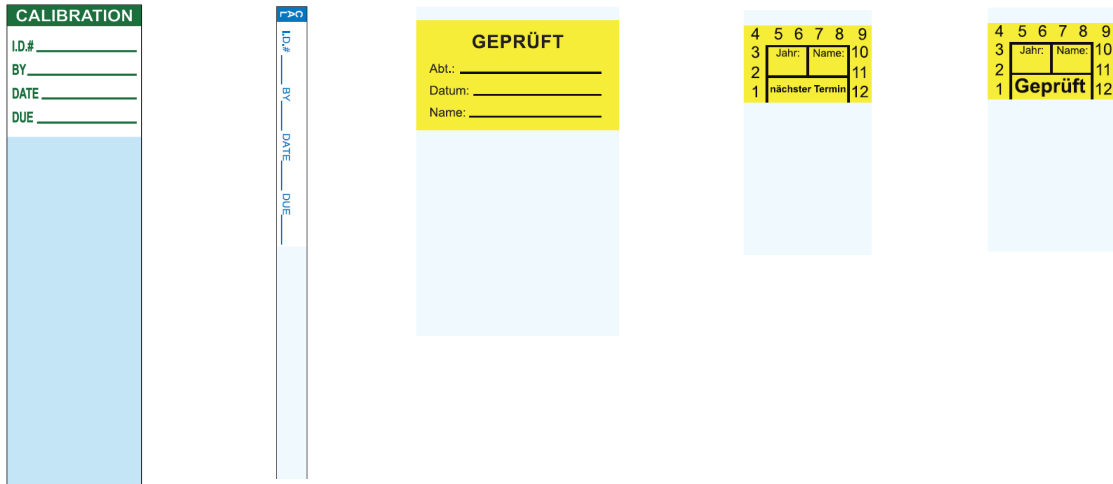 CALIBRATION
I.D.#
BY
DATE
DUE
CAL
I.D.# BY DATE DUE
GEPRÜFT
Abt.:
Datum:
Name:
4 5 6 7 8 9
3 Jahr: Name: 10
2 11
1 nächster Termin 12
4 5 6 7 8 9
3 Jahr: Name: 10
2 11
1 Geprüft 12